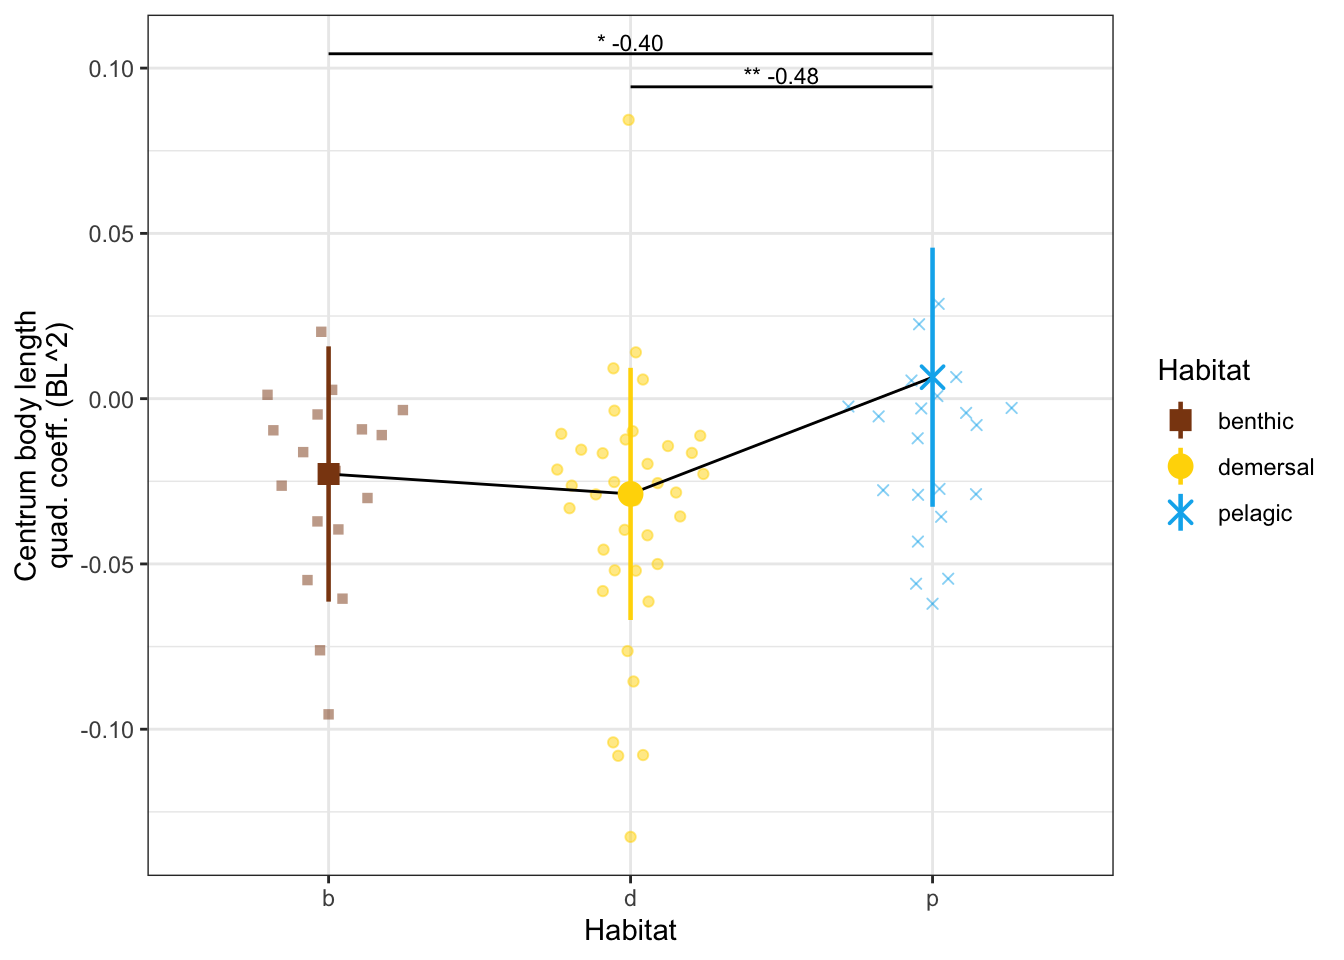 * -0.40
** -0.48
0.10
0.05
0.00
-0.05
-0.10
Centrum body length
quad. coeff. (BL^2)
b
d
p
Habitat
Habitat
benthic
demersal
pelagic